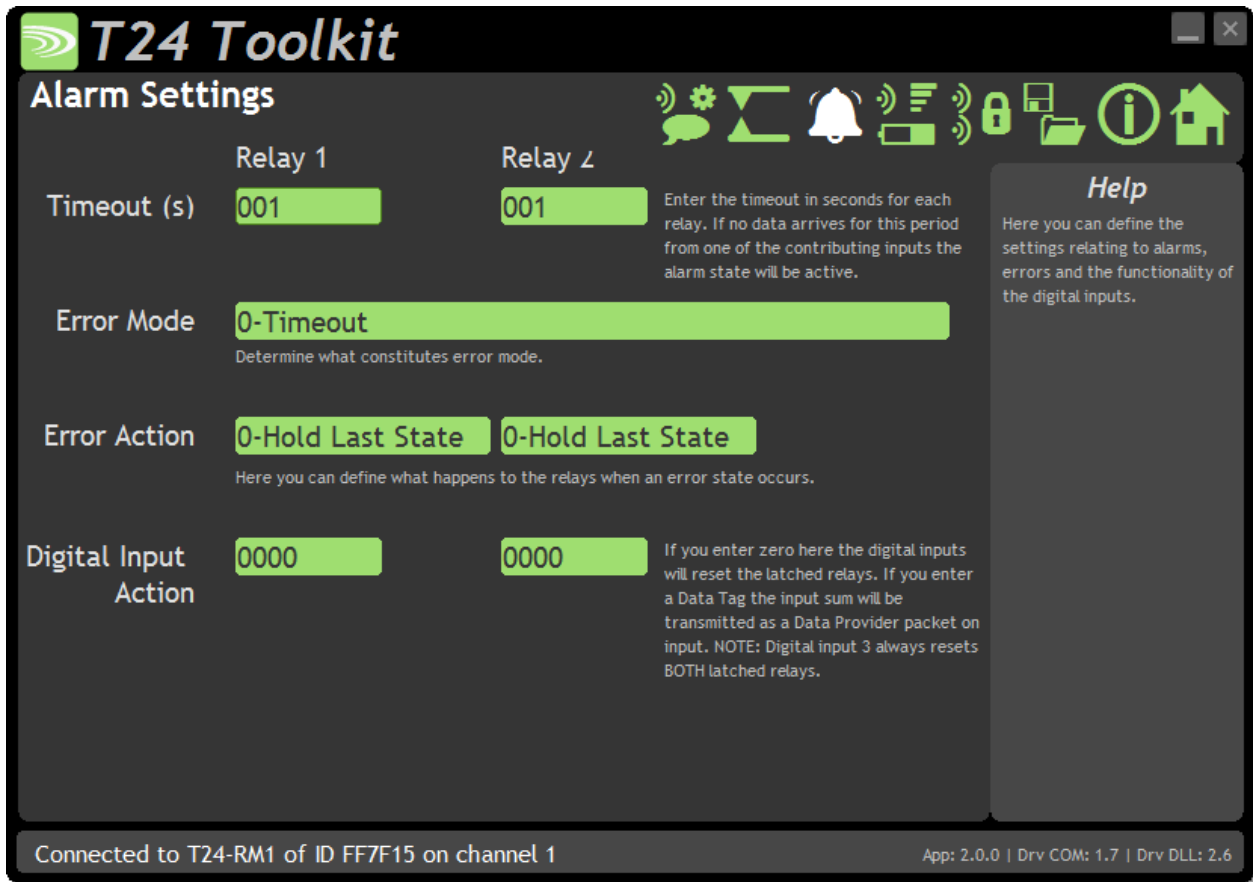 T24 Toolkit
Alarm Settings
Relay 1 Relay 2
Timeout (s) 001 001
Enter the timeout in seconds for each
relay. If no data arrives for this period
from one of the contributing inputs the
alarm state will be active.
Error Mode 0-Timeout
Determine what constitutes error mode.
Error Action 0-Hold Last State 0-Hold Last State
Here you can define what happens to the relays when an error state occurs.
Digital Input
Action
0000 0000
If you enter zero here the digital inputs
will reset the latched relays. If you enter
a Data Tag the input sum will be
transmitted as a Data Provider packet on
input. NOTE: Digital input 3 always resets
BOTH latched relays.
Help
Here you can define the
settings relating to alarms,
errors and the functionality of
the digital inputs.
Connected to T24-RM1 of ID FF7F15 on channel 1
App: 2.0.0 | Drv COM: 1.7 | Drv DLL: 2.6